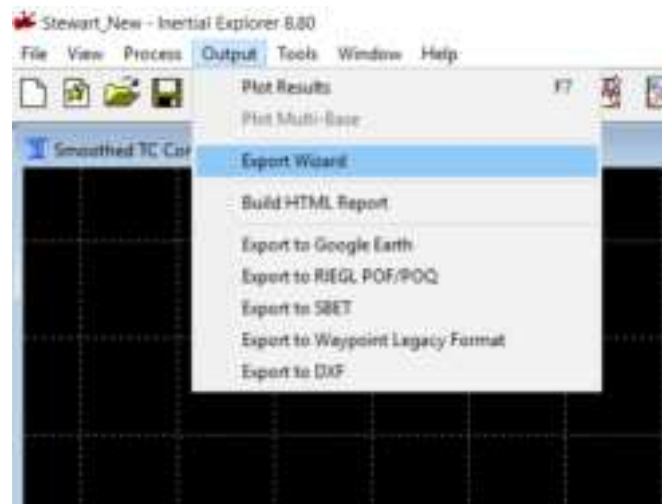 Stewart_New - Inertial Explorer 8.80
File View Process Output Tools Window Help
Plot Results F7
Plot Multi-Base
Smoothed TC Co
Export Wizard
Build HTML Report
Export to Google Earth
Export to RIEGL POF/POQ
Export to SBET
Export to Waypoint Legacy Format
Export to DXF